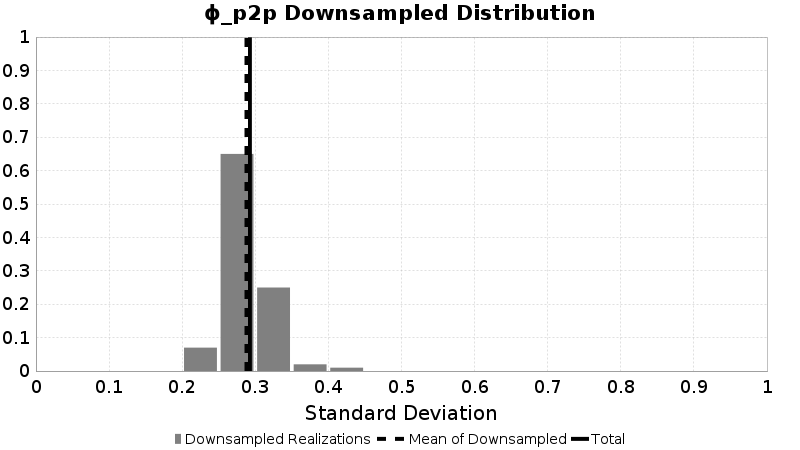 ϕ_p2p Downsampled Distribution
1
0.9
0.8
0.7
0.6
0.5
0.4
0.3
0.2
0.1
0
0 0.1 0.2 0.3 0.4 0.5 0.6 0.7 0.8 0.9 1
Standard Deviation
Downsampled Realizations Mean of Downsampled Total